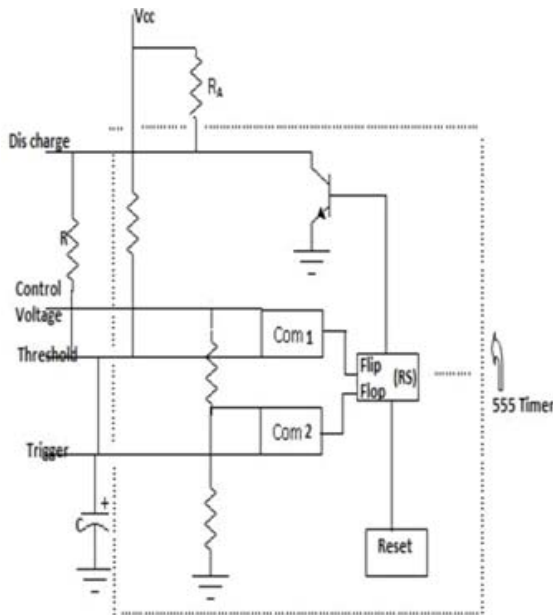 Vcc
RA
Dis charge
R
Control
Voltage
Com 1
Threshold
Flip
(RS)
Flop
555 Timer
Com 2
Trigger
+
C
Reset